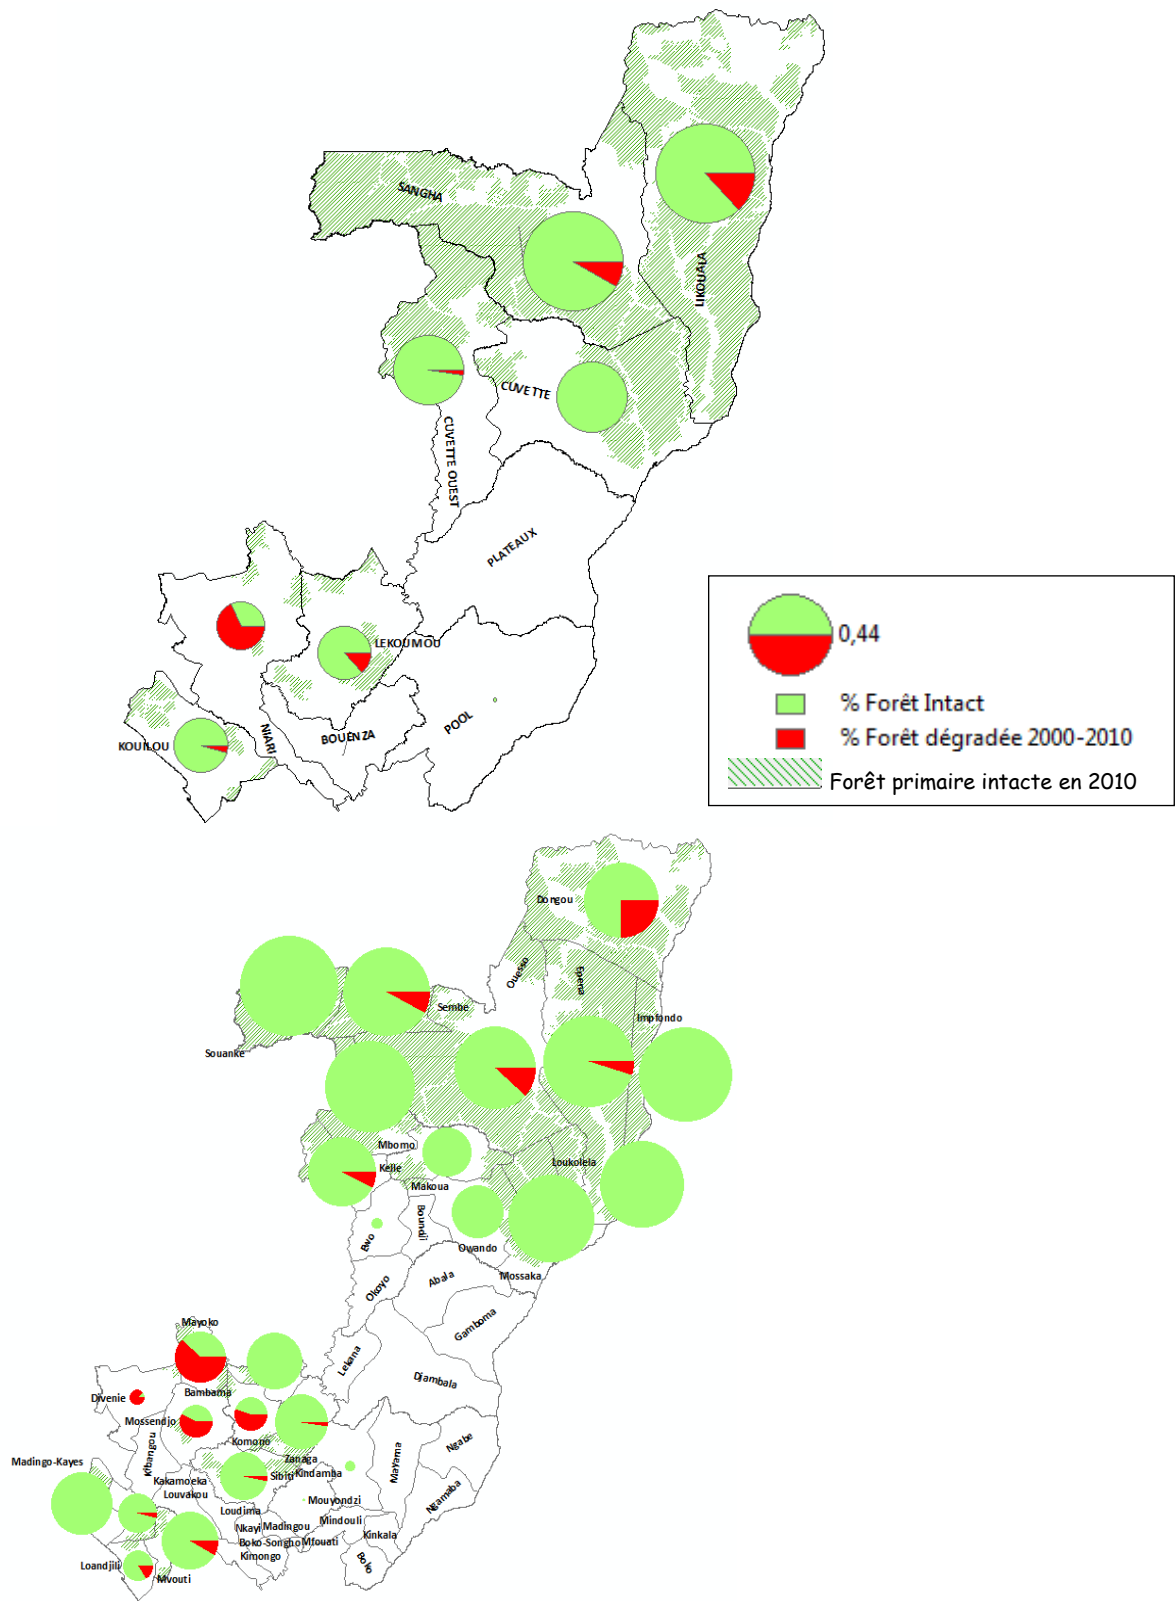 SANGHA
LIKOUALA
CUVETTE
CUVETTE OUEST
PLATEAUX
LEKOUMOU
KOUILOU
NIARI
BOUENZA
POOL
0,44
% Forêt Intact
% Forêt dégradée 2000-2010
Forêt primaire intacte en 2010
Dongou
Ouesso
Epena
Sembe
Impfondo
Souanke
Mbomo
Kelle
Loukolela
Makoua
Boundji
Ewo
Owando
Mossaka
Okoyo
Abala
Gamboma
Mayoko
Lekana
Djambala
Divenie
Bambama
Mossendjo
Komono
Kibangou
Zanaga
Mayama
Ngabe
Madingo-Kayes
Kakamoeka
Sibiti
Kindamba
Louvakou
Mouyondzi
Ngamaba
Loudima
Mindouli
Nkayi
Madingou
Kinkala
Boko-Songho
Mfouati
Kimongo
Boko
Loandjili
Mvouti